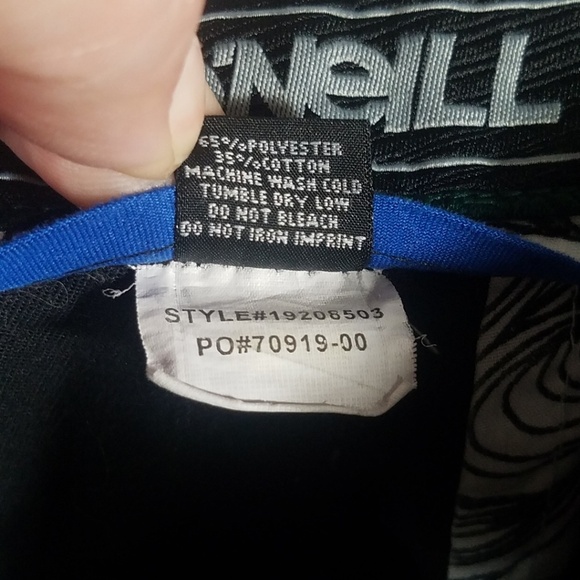 O'NEILL
65%POLYESTER
35%COTTON
MACHINE WASH COLD
TUMBLE DRY LOW
DO NOT BLEACH
DO NOT IRON IMPRINT
STYLE#19206503
PO#70919-00